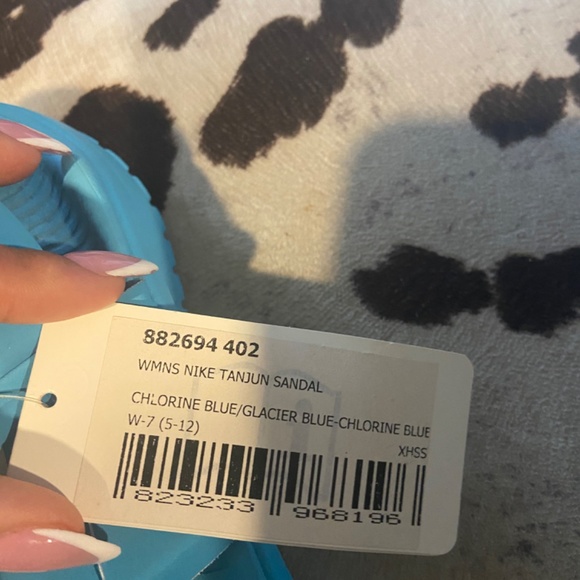 882694 402
WMNS NIKE TANJUN SANDAL
CHLORINE BLUE/GLACIER BLUE-CHLORINE BLUE
W-7 (5-12)
XHSS
823233 968196